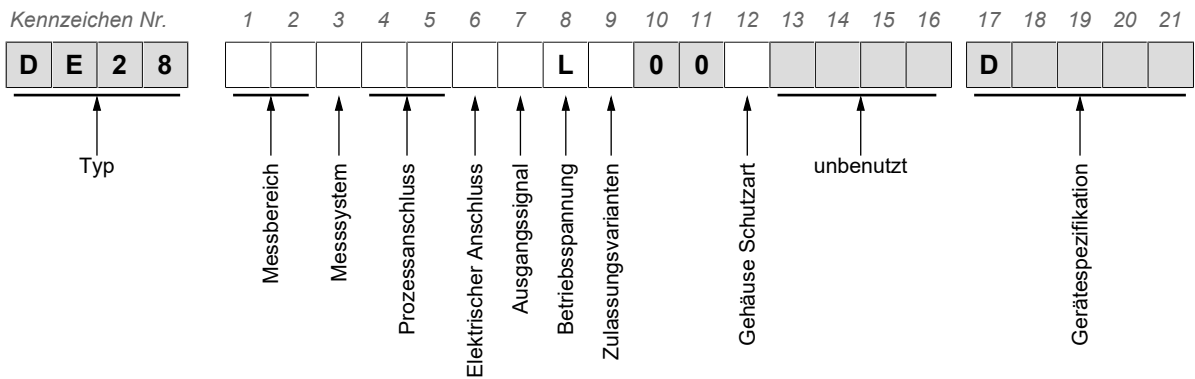 Kennzeichen Nr. 1 2 3 4 5 6 7 8 9 10 11 12 13 14 15 16 17 18 19 20 21
D E 2 8 L 0 0 D
Typ
Messbereich
Messsystem
Prozessanschluss
Elektrischer Anschluss
Ausgangssignal
Betriebsspannung
Zulassungsvarianten
Gehäuse Schutzart
unbenutzt
Gerätespezifikation